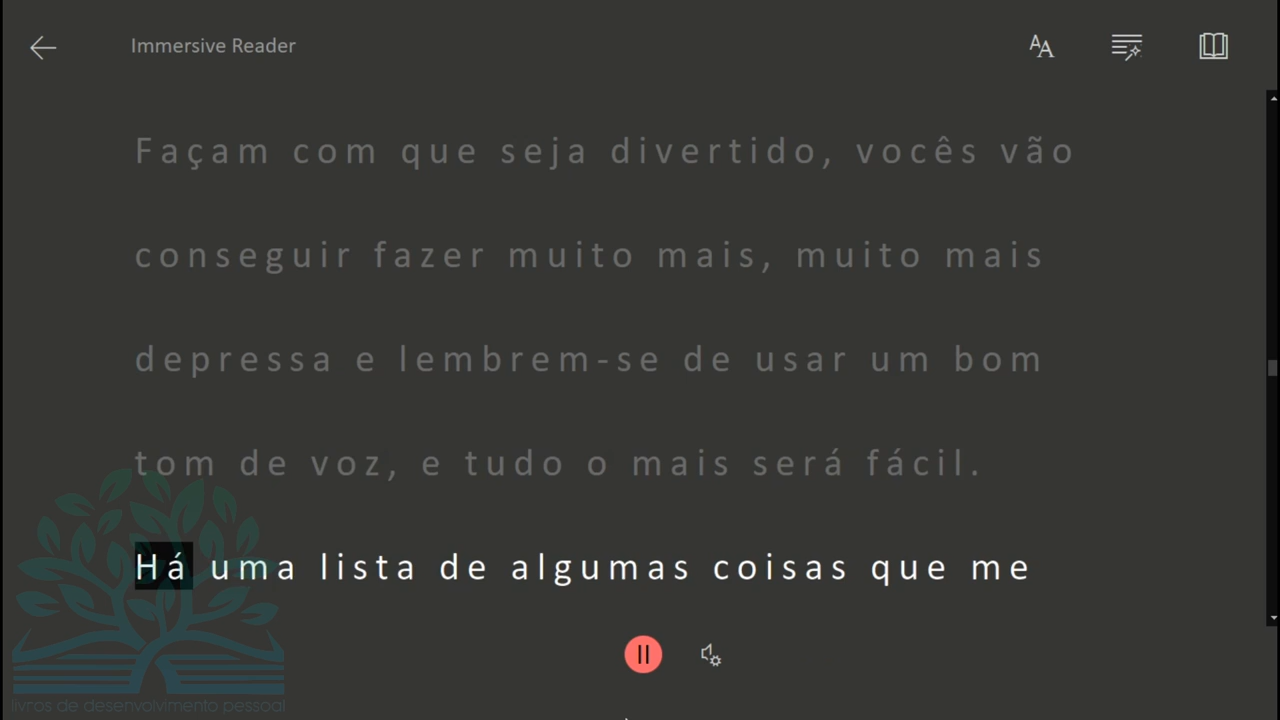 Immersive Reader
Façam com que seja divertido, vocês vão
conseguir fazer muito mais, muito mais
depressa e lembrem-se de usar um bom
tom de voz, e tudo o mais será fácil.
Há uma lista de algumas coisas que me
livros de desenvolvimento pessoal